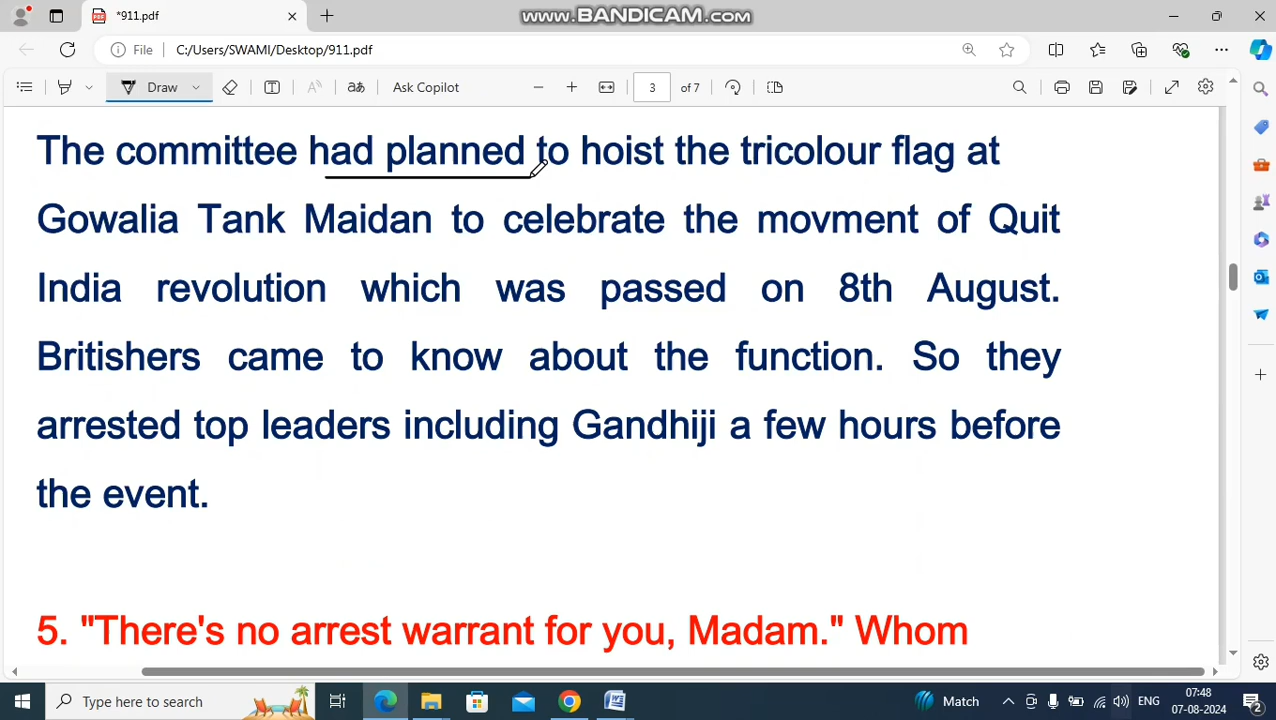 *911.pdf
www.BANDICAM.com
File
C:/Users/SWAMI/Desktop/911.pdf
Draw
aあ
Ask Copilot
3
of 7
The committee had planned to hoist the tricolour flag at
Gowalia Tank Maidan to celebrate the movment of Quit
India revolution which was passed on 8th August.
Britishers came to know about the function. So they
arrested top leaders including Gandhiji a few hours before
the event.
5. "There's no arrest warrant for you, Madam." Whom
Type here to search
Match
ENG
07:48
07-08-2024
2